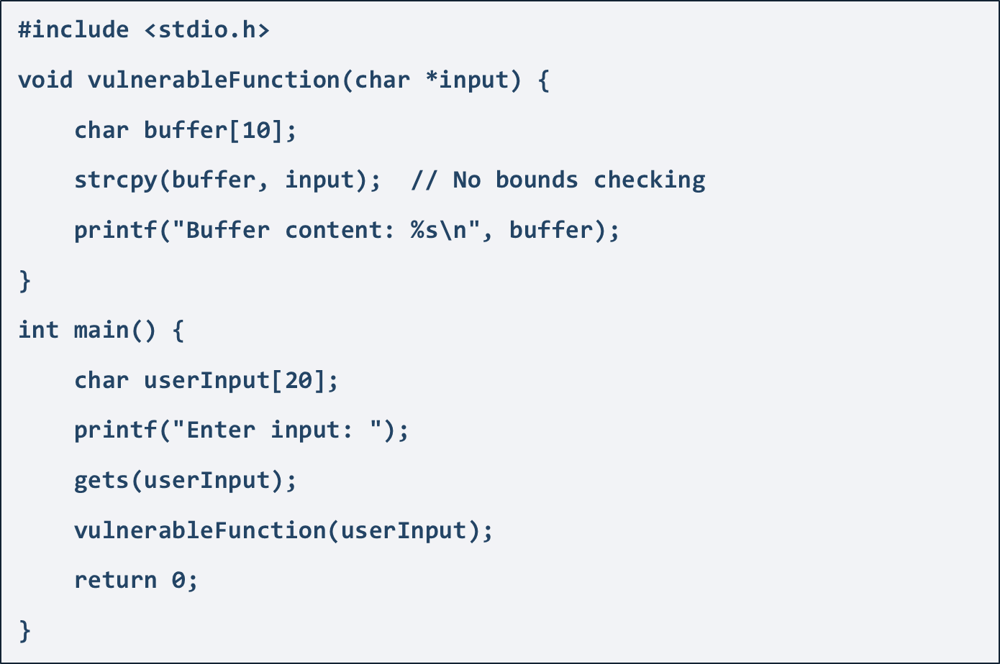 #include <stdio.h>
void vulnerableFunction(char *input) {
    char buffer[10];
    strcpy(buffer, input);  // No bounds checking
    printf("Buffer content: %s\n", buffer);
}
int main() {
    char userInput[20];
    printf("Enter input: ");
    gets(userInput);
    vulnerableFunction(userInput);
    return 0;
}